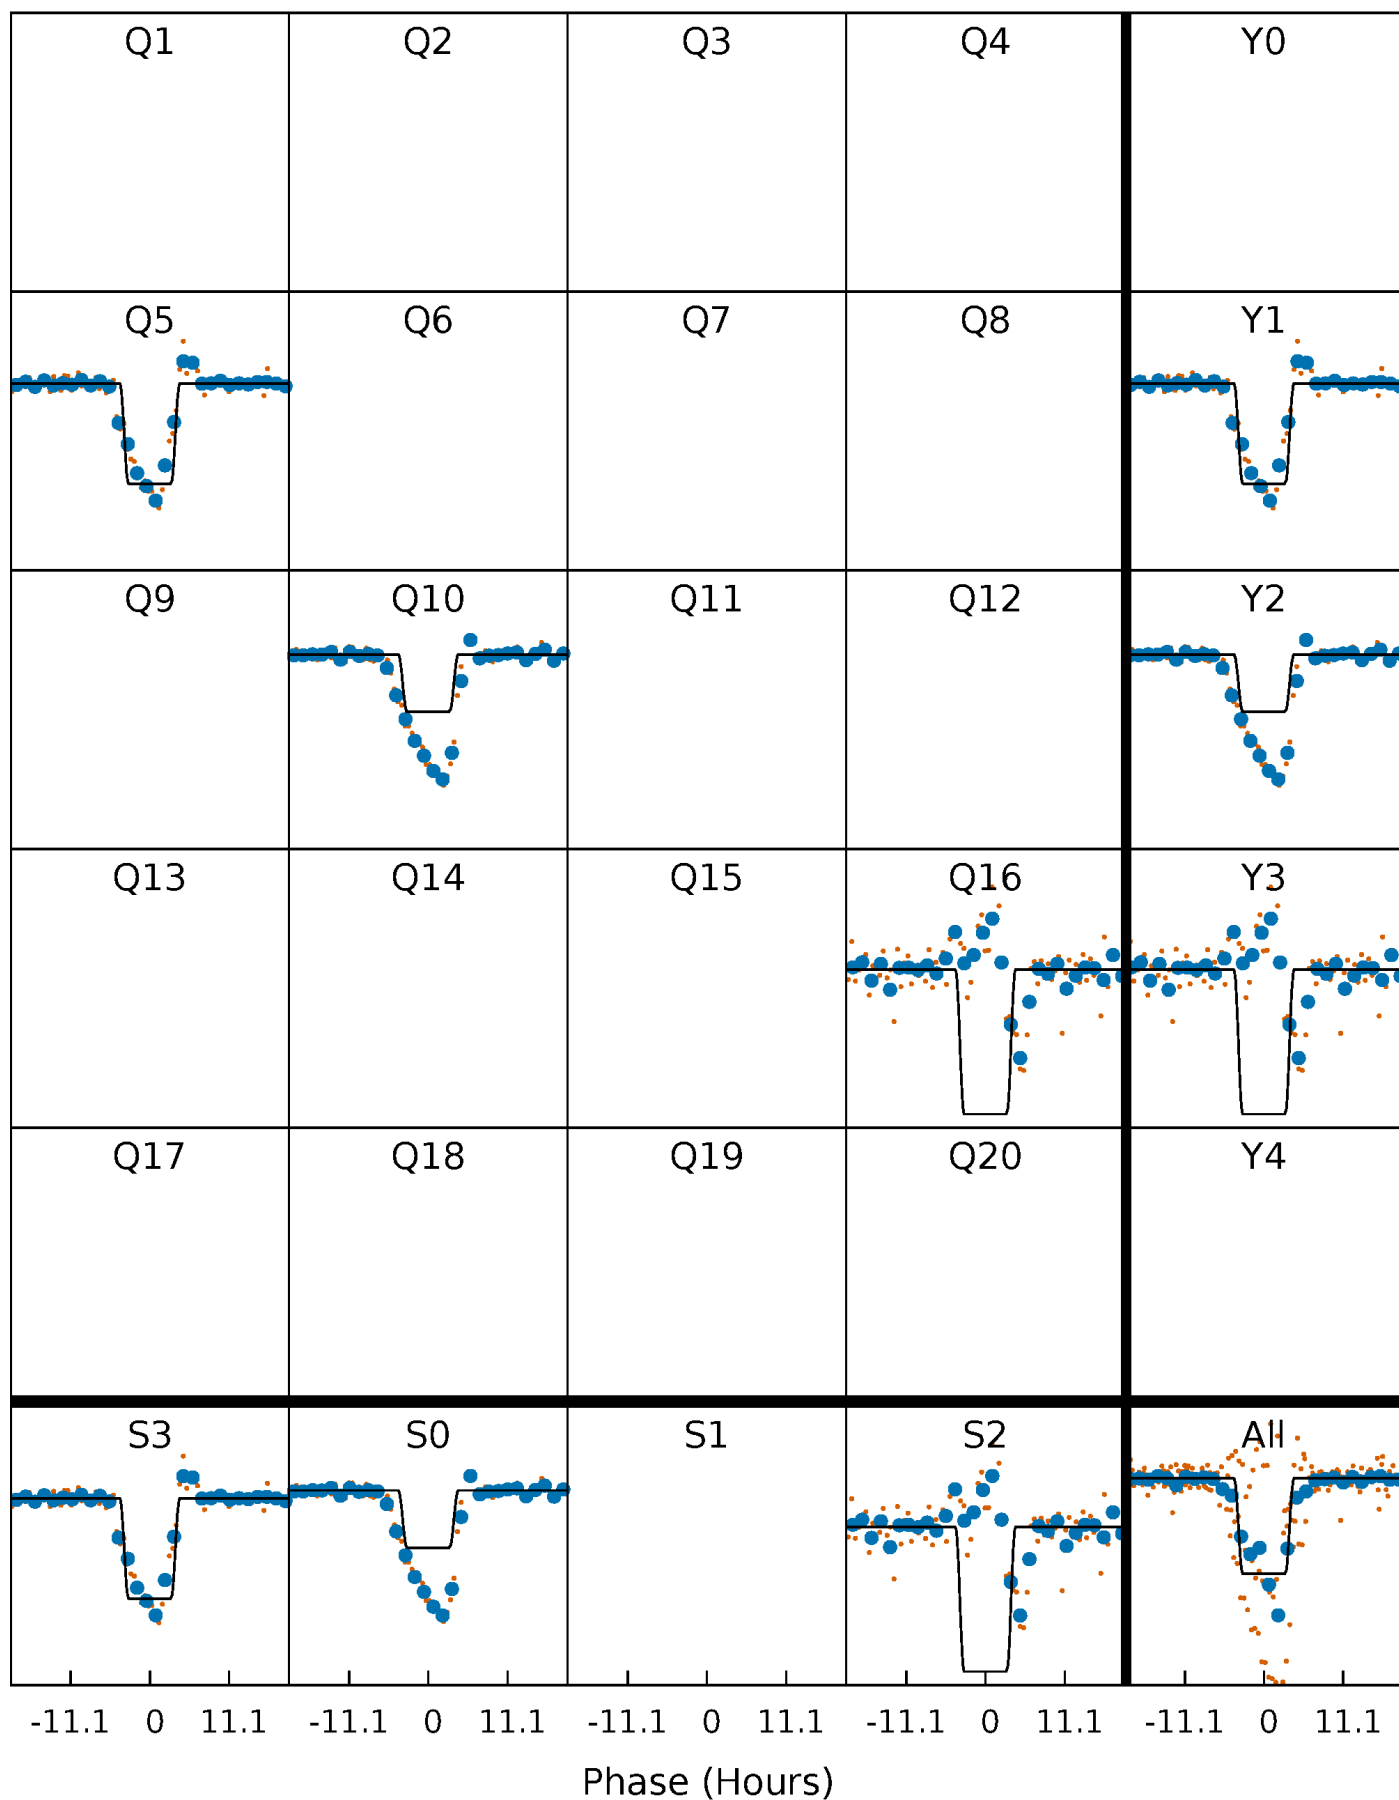 Q1 Q2 Q3 Q4 Y0
Q5 Q6 Q7 Q8 Y1
Q9 Q10 Q11 Q12 Y2
Q13 Q14 Q15 Q16 Y3
Q17 Q18 Q19 Q20 Y4
S3 S0 S1 S2 All
-11.1 0 11.1 -11.1 0 11.1 -11.1 0 11.1 -11.1 0 11.1 -11.1 0 11.1
Phase (Hours)